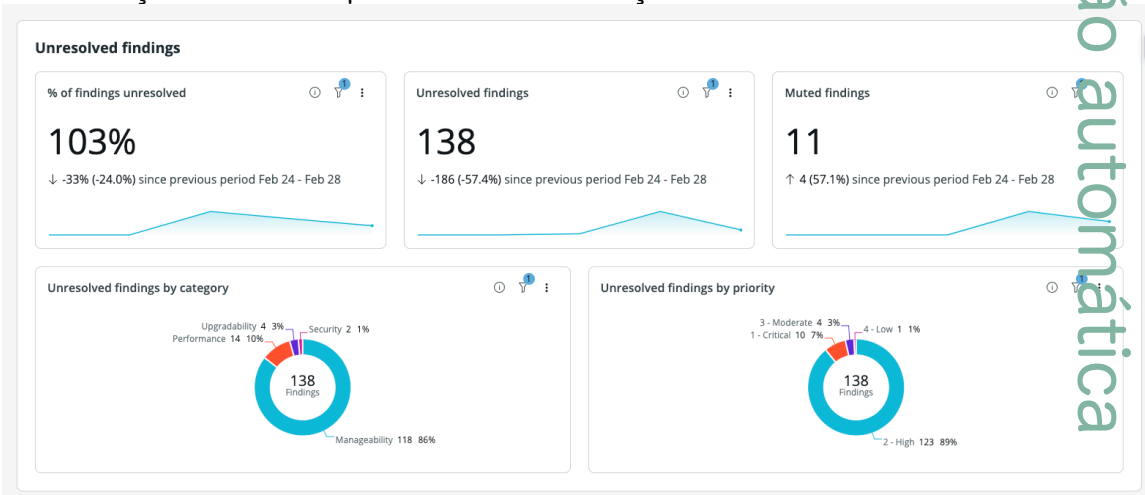 Unresolved findings
% of findings unresolved
1
103%
↓ -33% (-24.0%) since previous period Feb 24 - Feb 28
Unresolved findings
1
138
↓ -186 (-57.4%) since previous period Feb 24 - Feb 28
Muted findings
11
↑ 4 (57.1%) since previous period Feb 24 - Feb 28
Unresolved findings by category
1
Upgradability 4 3%
Security 2 1%
Performance 14 10%
138
Findings
Manageability 118 86%
Unresolved findings by priority
1
3 - Moderate 4 3%
4 - Low 1 1%
1 - Critical 10 7%
138
Findings
2 - High 123 89%
automática